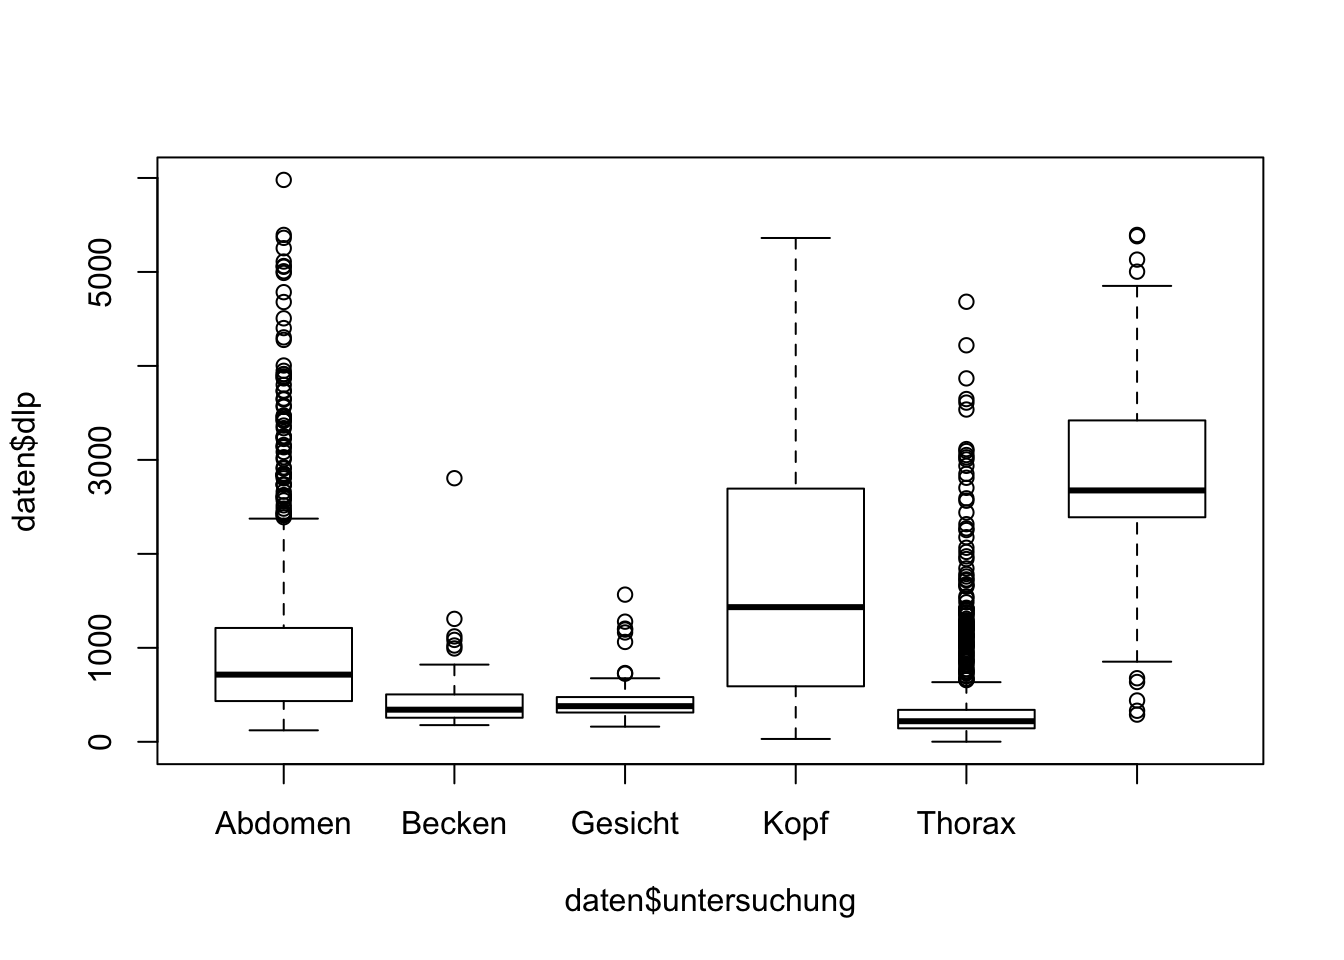 daten$dlp
5000
3000
1000
0
Abdomen Becken Gesicht Kopf Thorax
daten$untersuchung